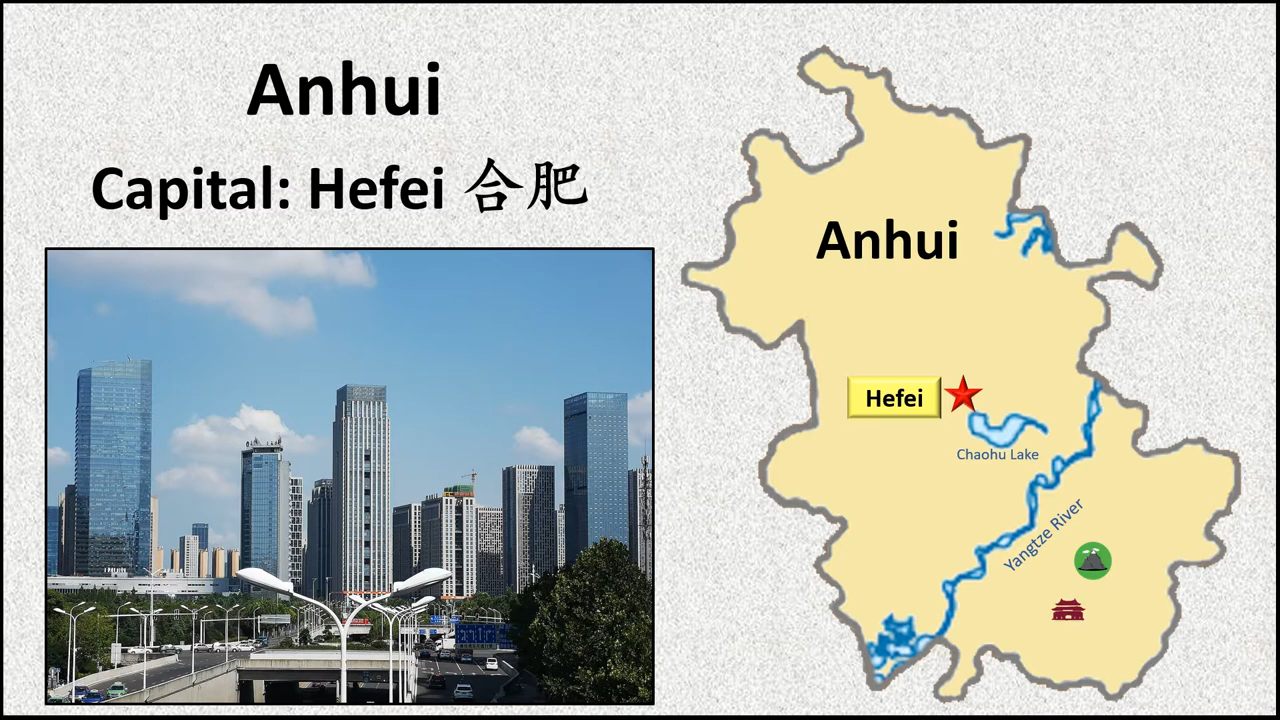 Anhui
Capital: Hefei 合肥
Anhui
Hefei
Chaohu Lake
Yangtze River